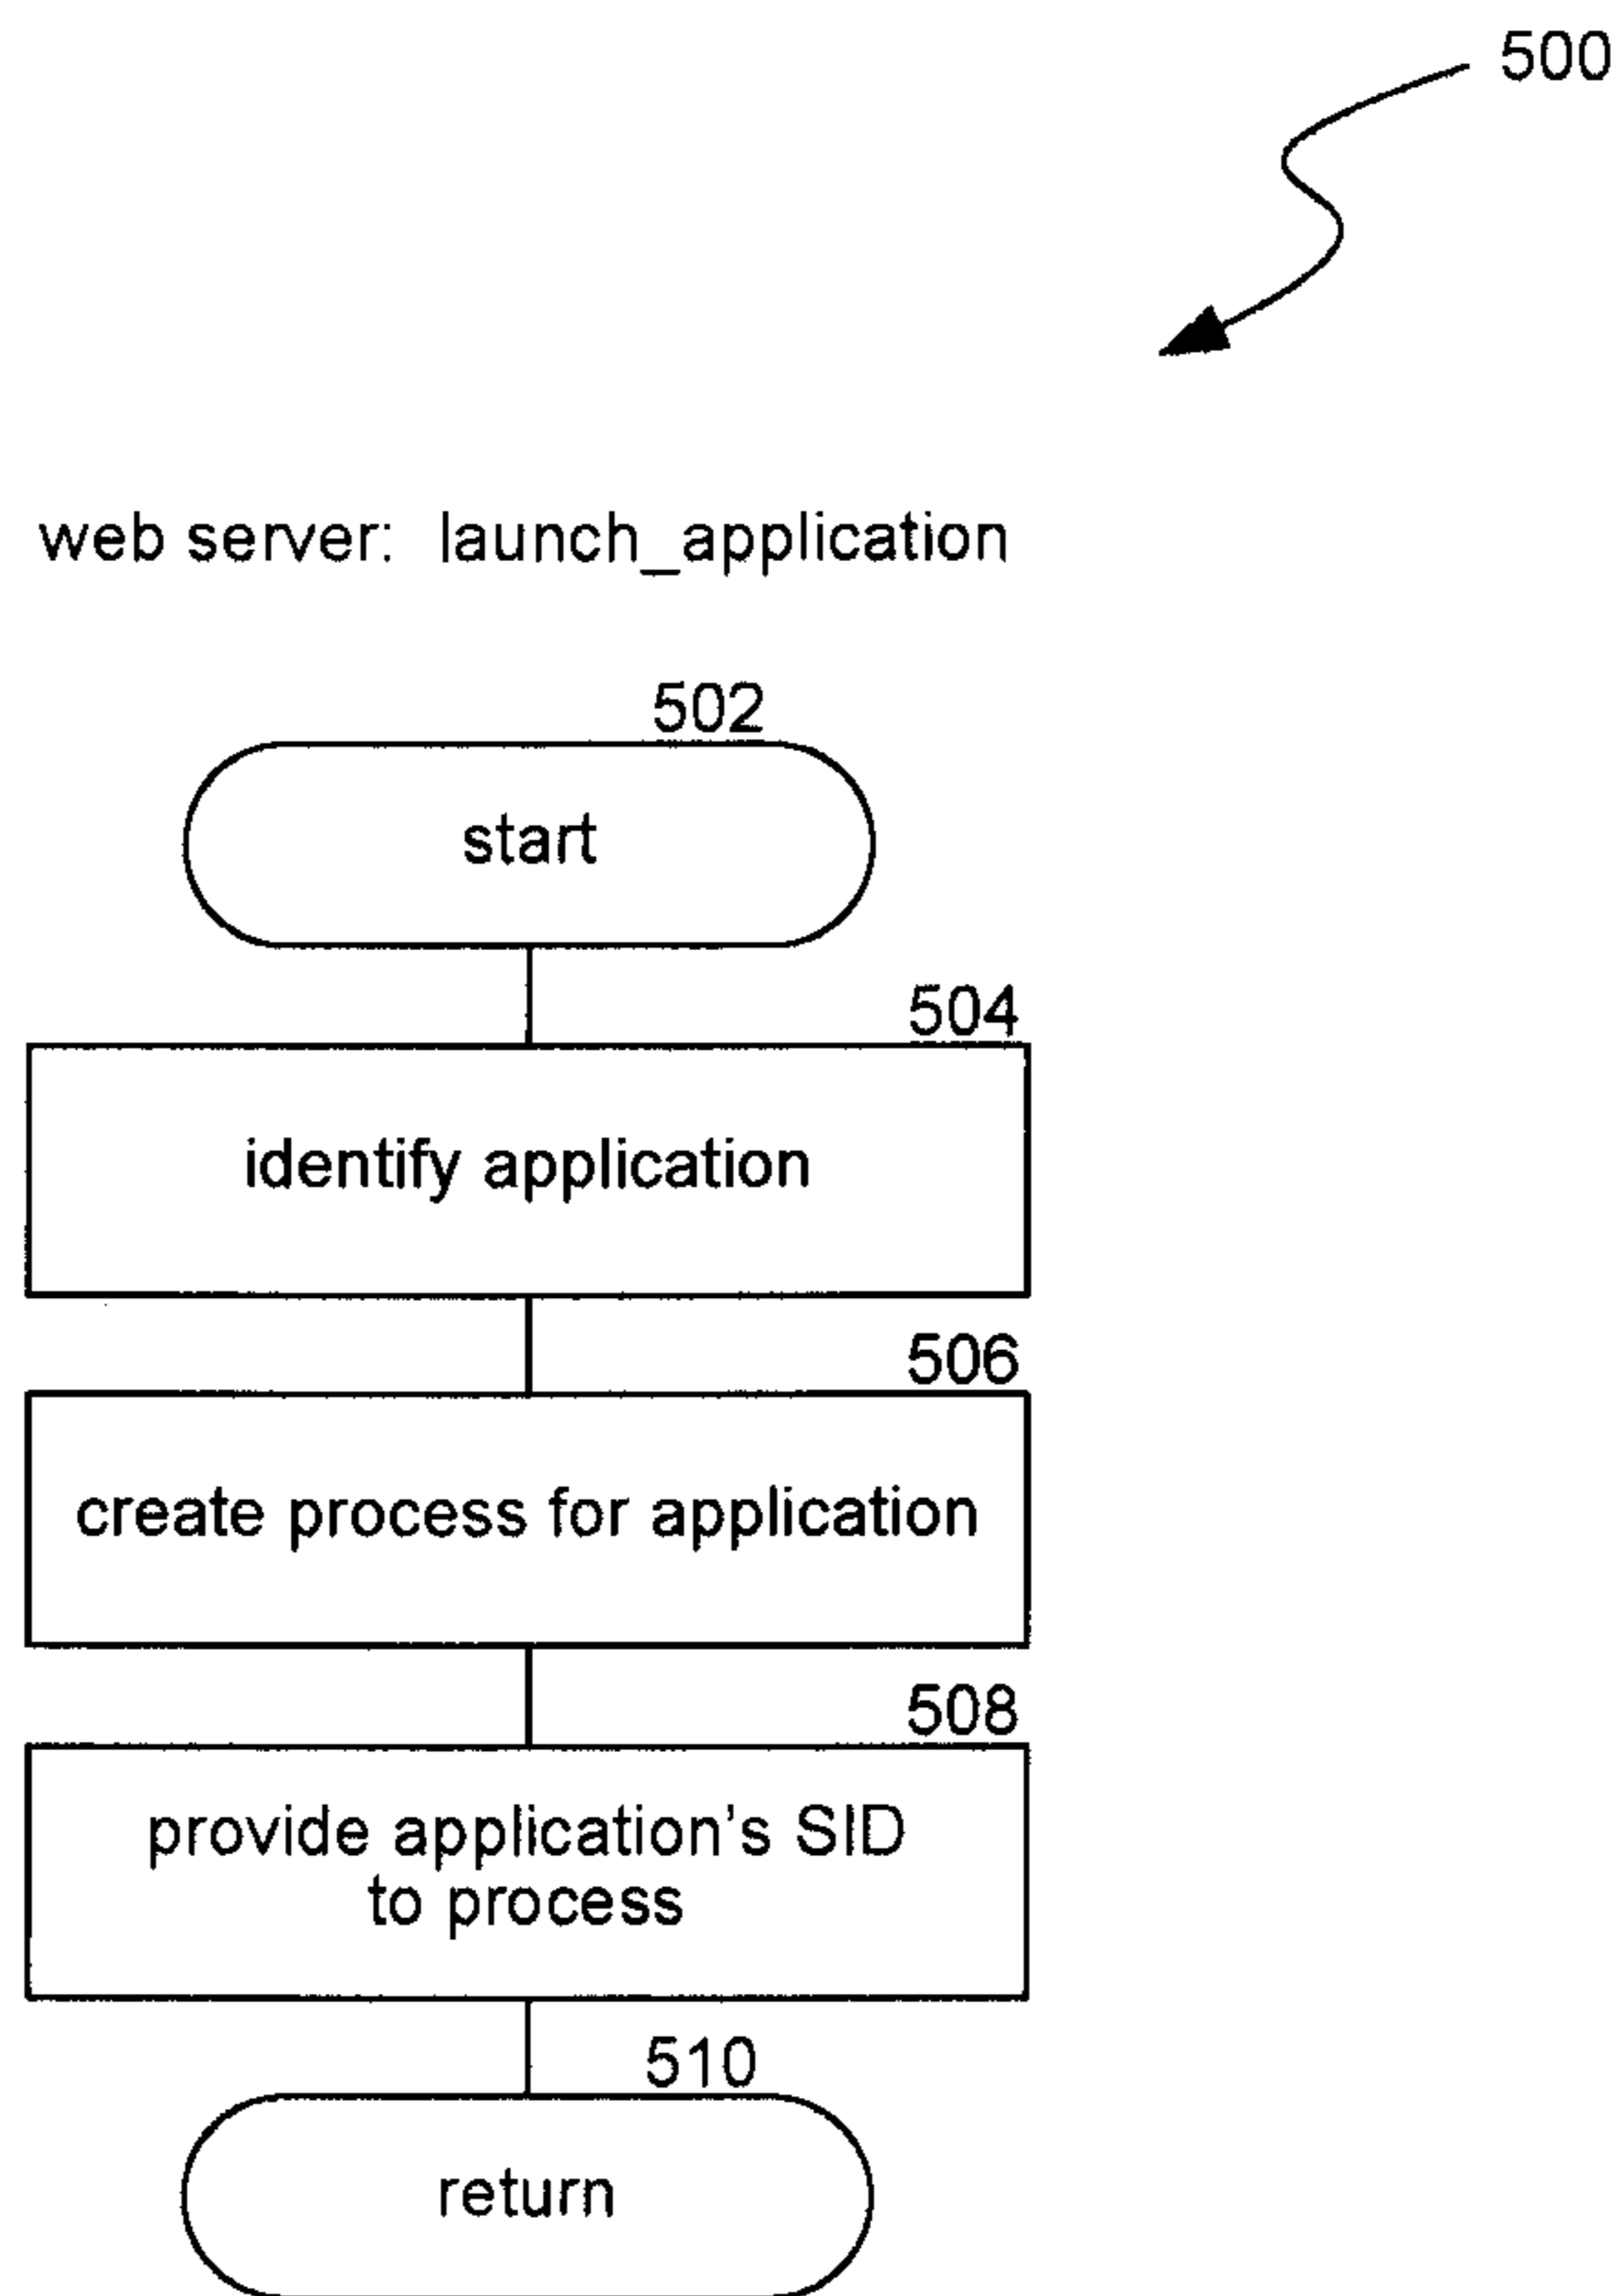 500
web server: launch_application
502
start
504
identify application
506
create process for application
508
provide application's SID
to process
510
return